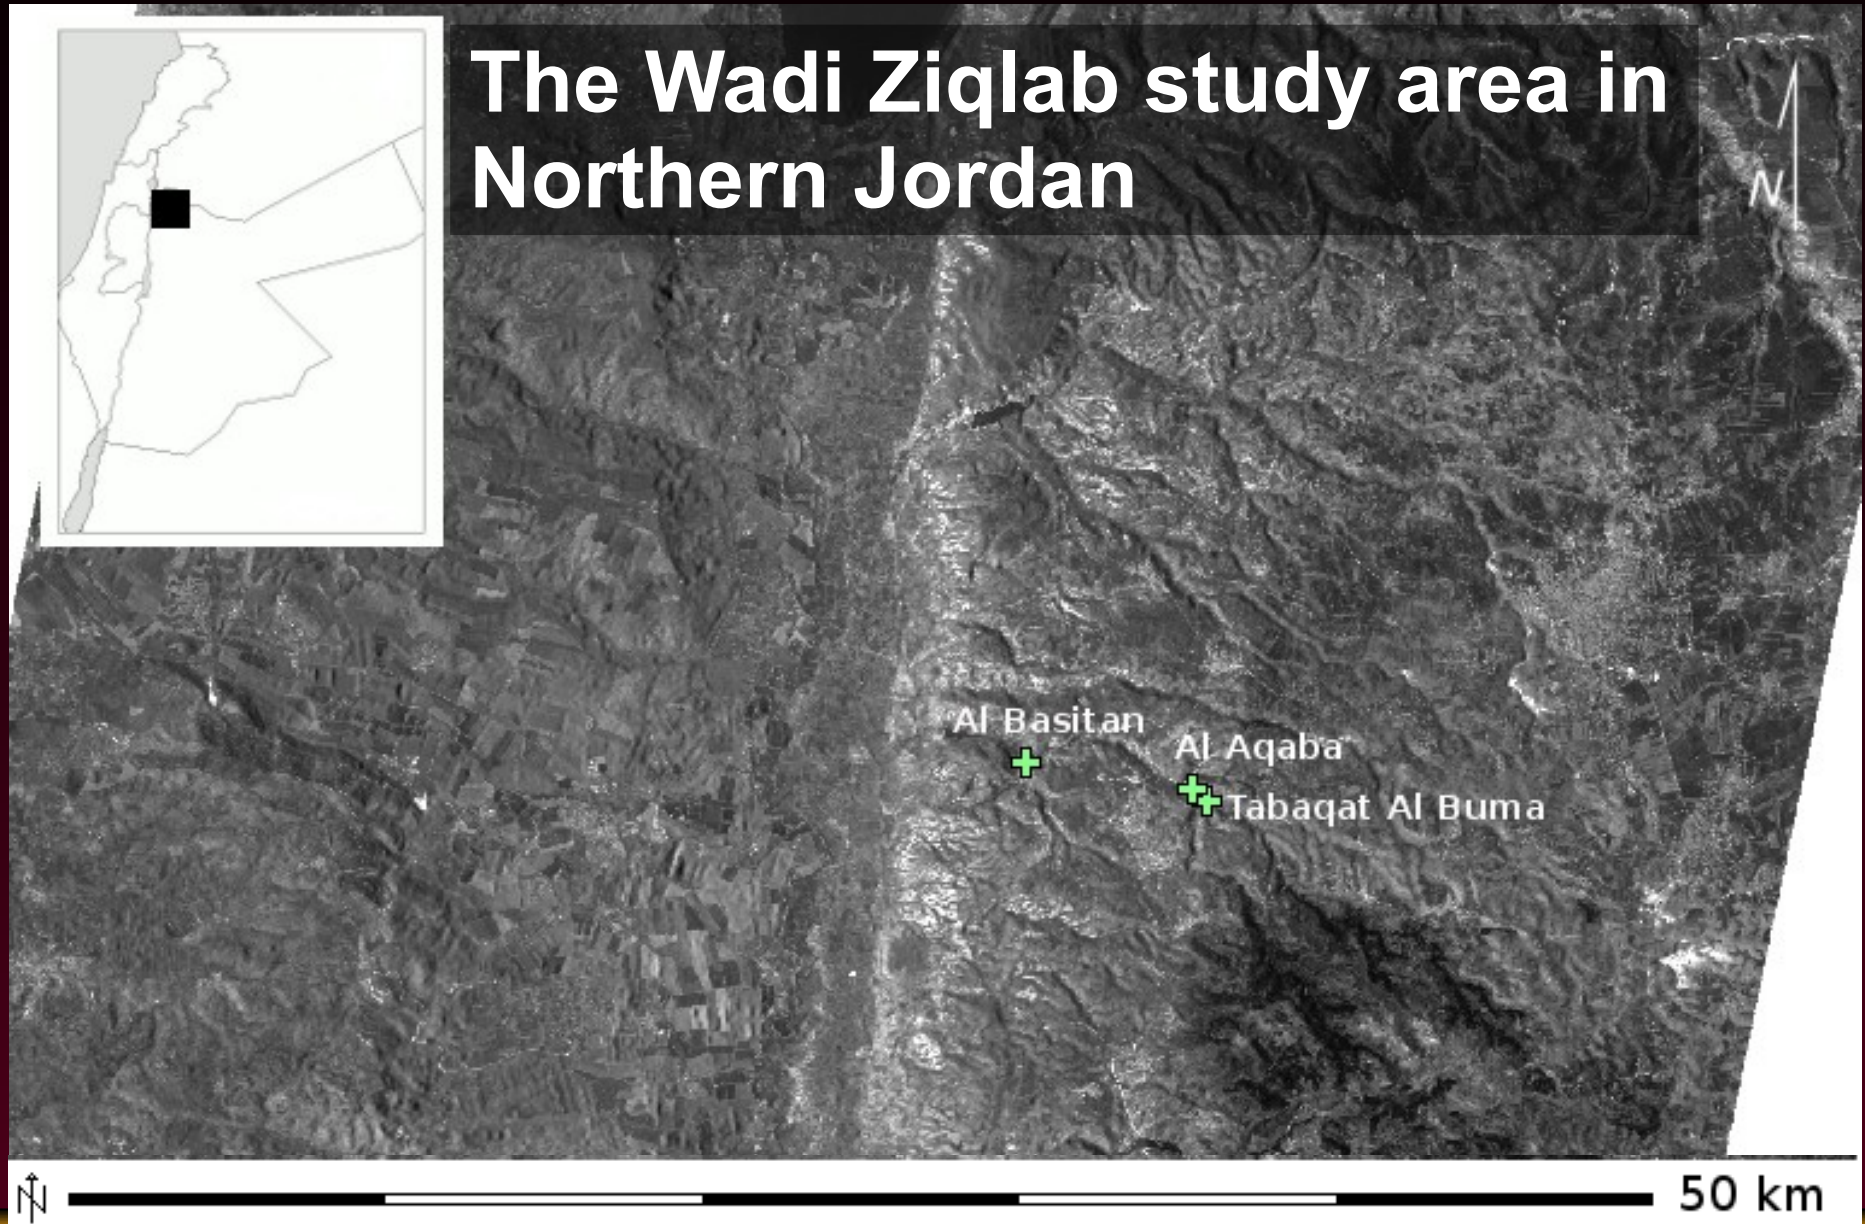 The Wadi Ziqlab study area in
Northern Jordan
N
Al Basitan
Al Aqaba
Tabaqat Al Buma
N
50 km